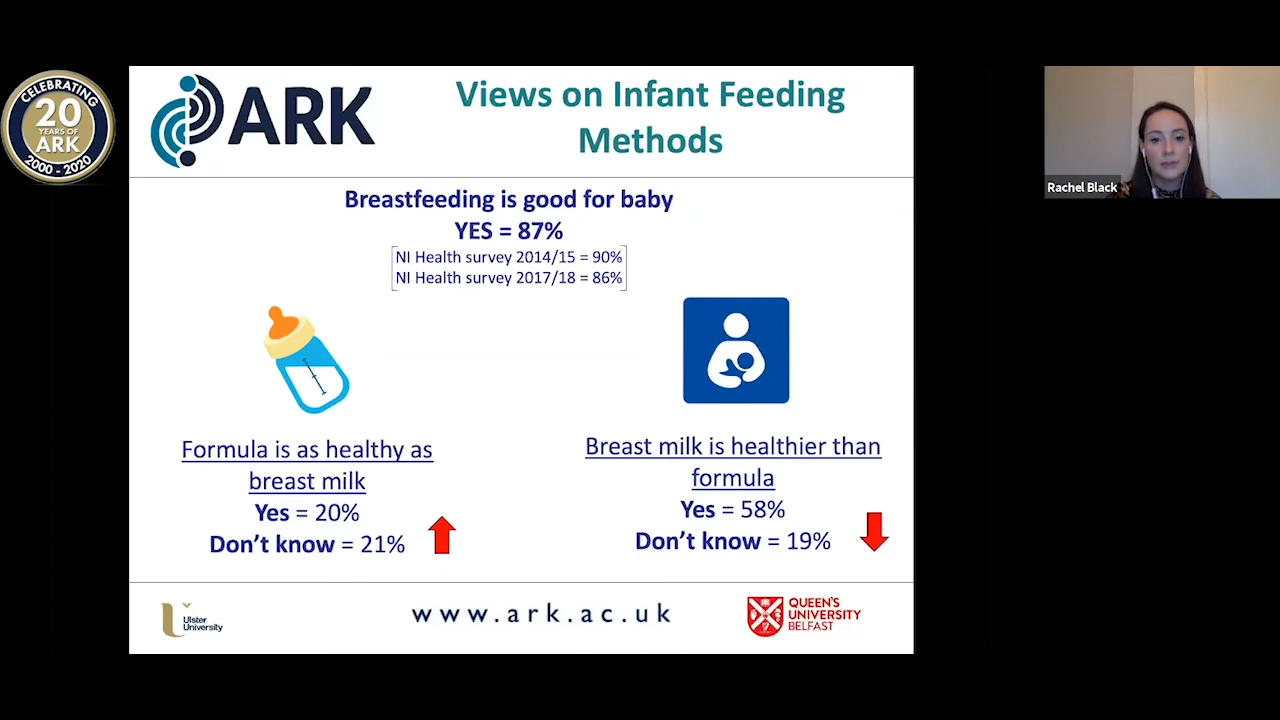 CELEBRATING
20
YEARS OF
ARK
2000 - 2020
ARK
Views on Infant Feeding
Methods
Breastfeeding is good for baby
YES = 87%
NI Health survey 2014/15 = 90%
NI Health survey 2017/18 = 86%
Formula is as healthy as
breast milk
Yes = 20%
Don't know = 21%
Breast milk is healthier than
formula
Yes = 58%
Don't know = 19%
Ulster
University
www.ark.ac.uk
QUEEN'S
UNIVERSITY
BELFAST
Rachel Black